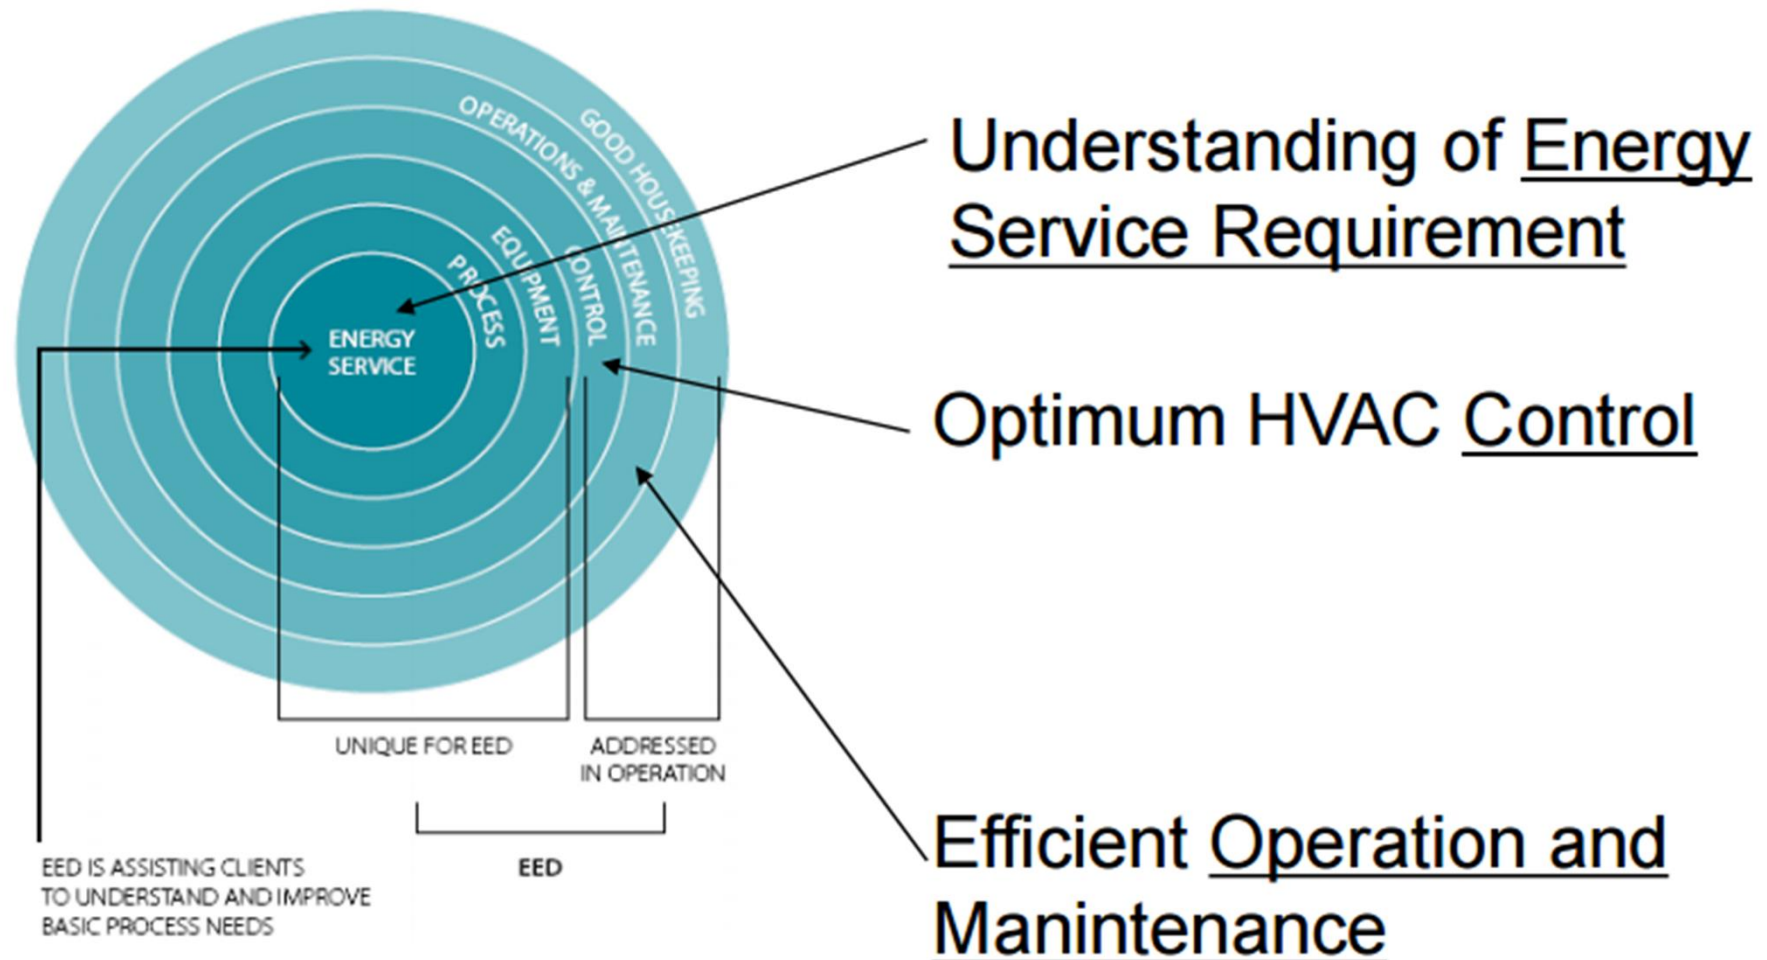 GOOD HOUSEKEEPING
OPERATIONS & MAINTENANCE
CONTROL
EQUIPMENT
PROCESS
ENERGY
SERVICE
Understanding of Energy
Service Requirement
Optimum HVAC Control
UNIQUE FOR EED
ADDRESSED
IN OPERATION
EED
EED IS ASSISTING CLIENTS
TO UNDERSTAND AND IMPROVE
BASIC PROCESS NEEDS
Efficient Operation and
Manintenance